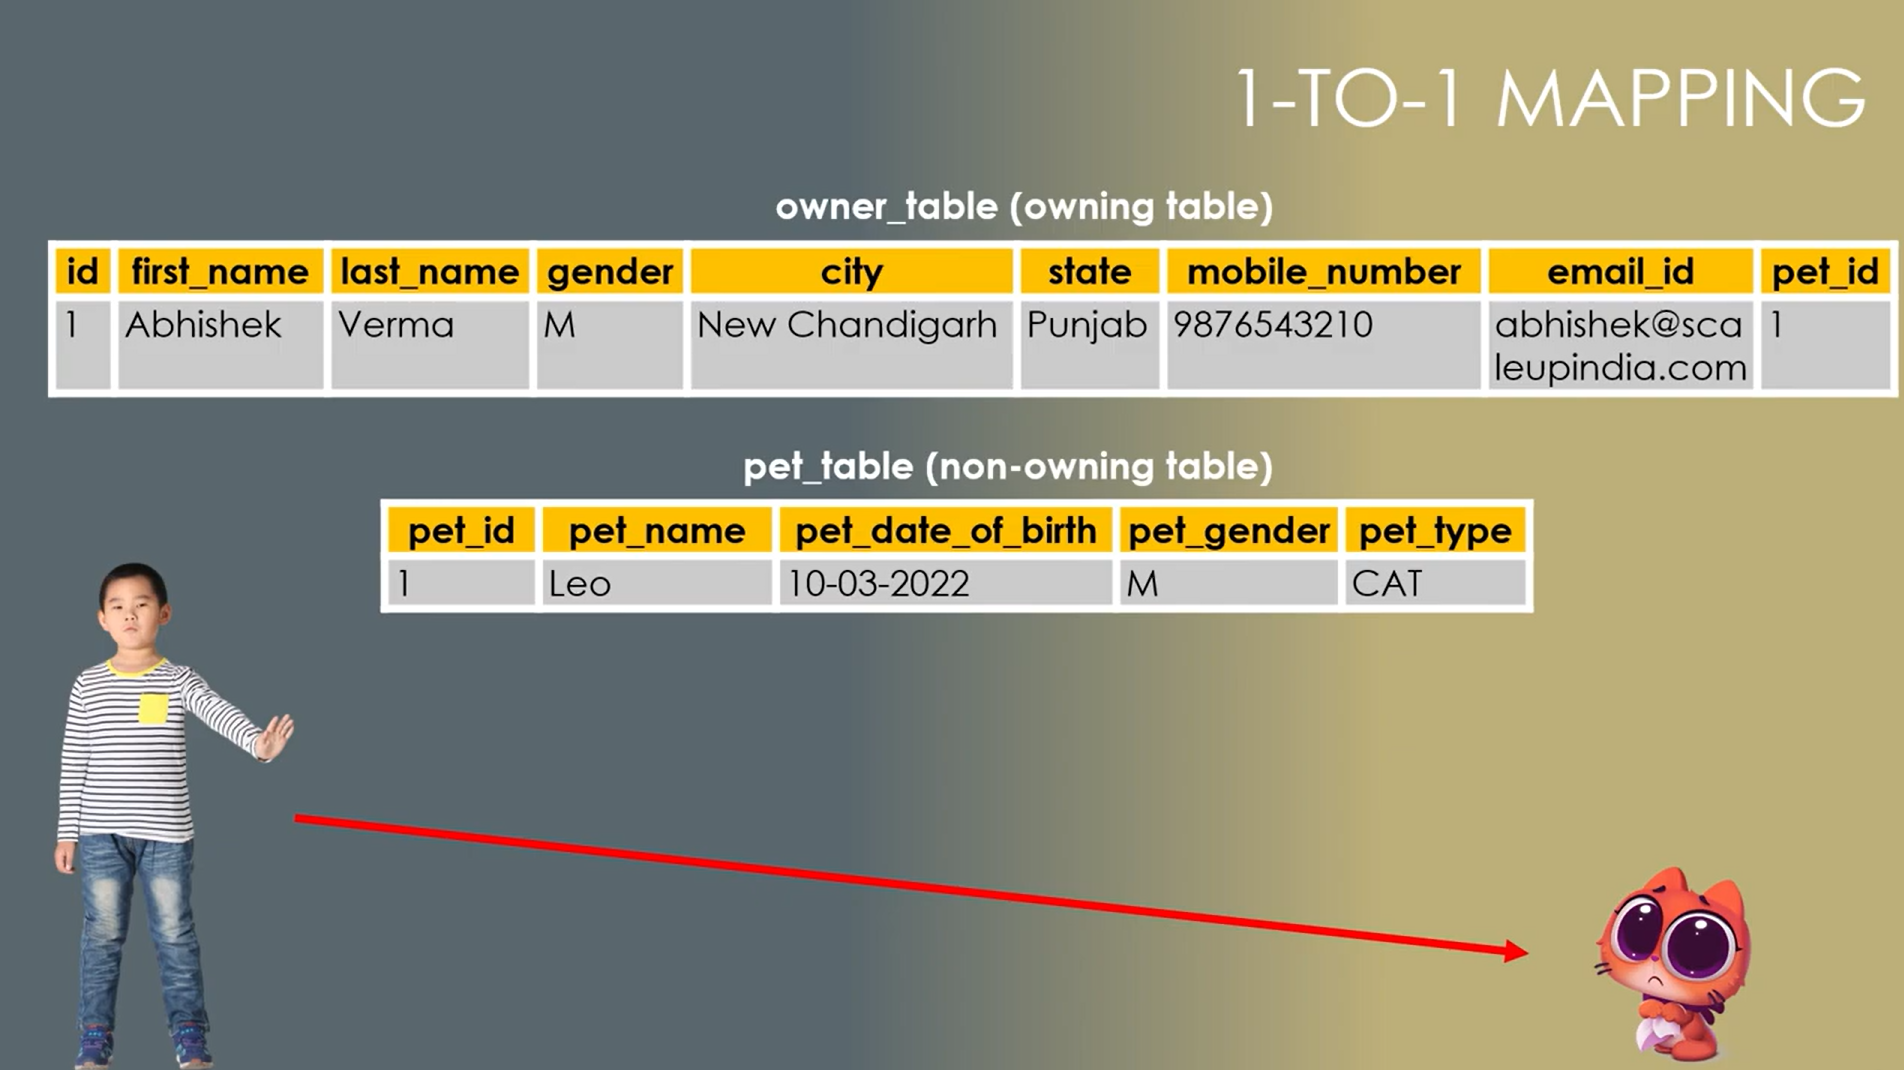 1-TO-1 MAPPING
owner_table (owning table)
id first_name last_name gender city state mobile_number email_id pet_id
1 Abhishek Verma M New Chandigarh Punjab 9876543210 abhishek@sca 1
leupindia.com
pet_table (non-owning table)
pet_id pet_name pet_date_of_birth pet_gender pet_type
1 Leo 10-03-2022 M CAT